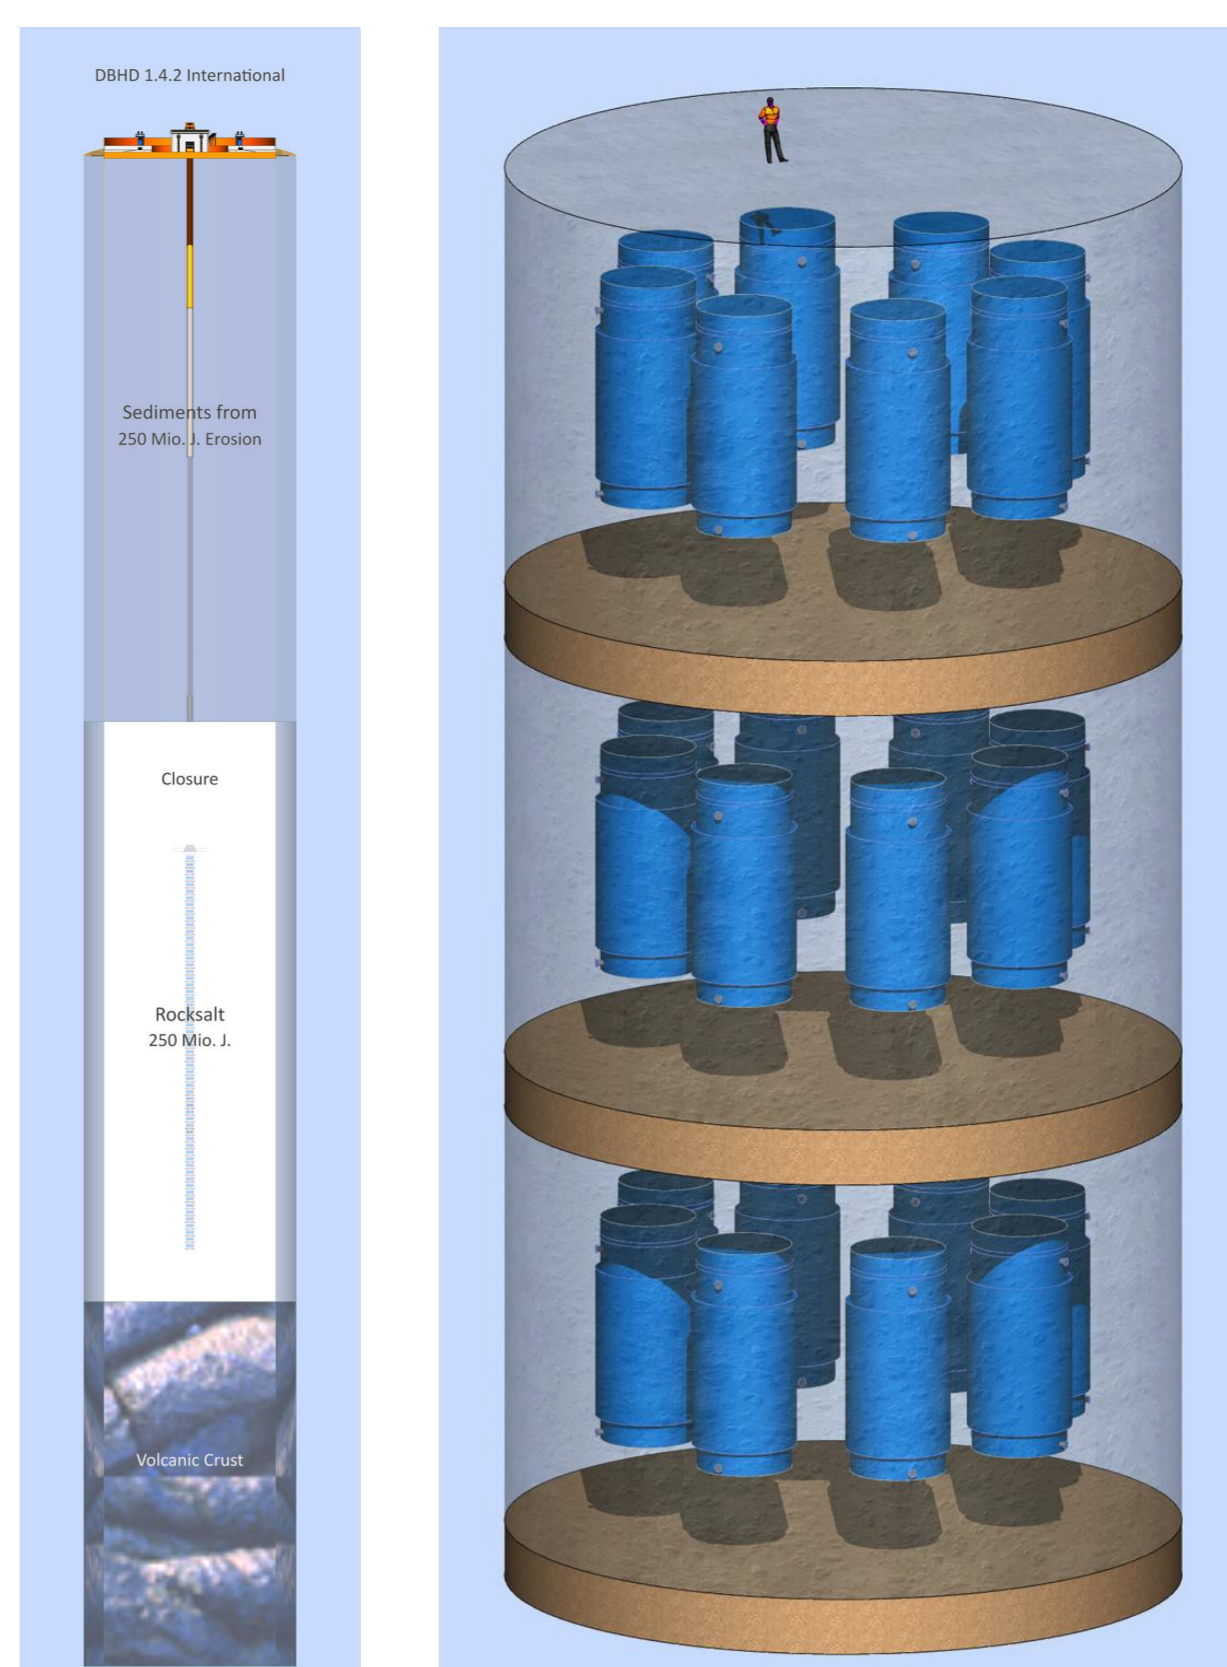 DBHD 1.4.2 International
Sediments from
250 Mio. J. Erosion
Closure
Rocksalt
250 Mio. J.
Volcanic Crust